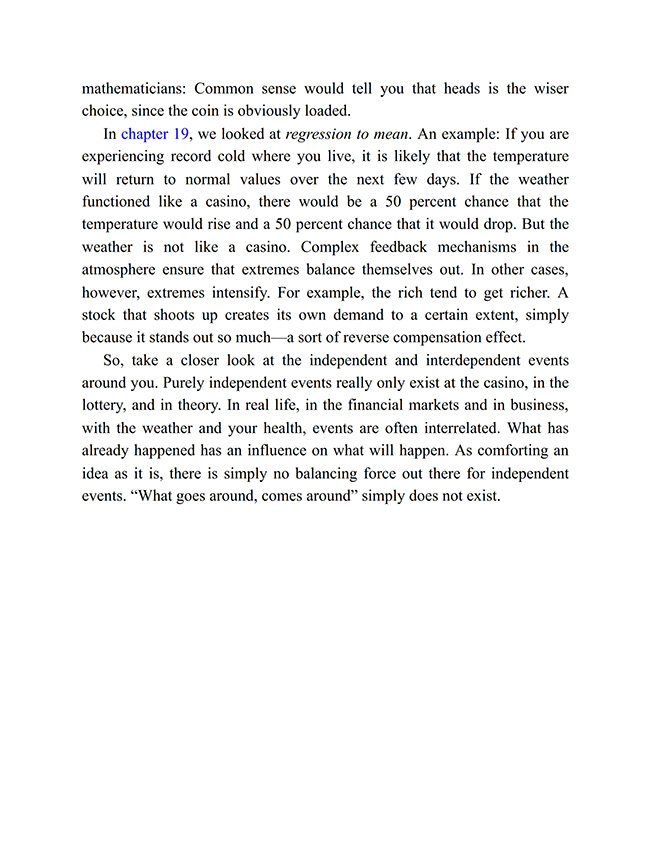 mathematicians: Common sense would tell you that heads is the wiser
choice, since the coin is obviously loaded.
In chapter 19, we looked at regression to mean. An example: If you are
experiencing record cold where you live, it is likely that the temperature
will return to normal values over the next few days. If the weather
functioned like a casino, there would be a 50 percent chance that the
temperature would rise and a 50 percent chance that it would drop. But the
weather is not like a casino. Complex feedback mechanisms in the
atmosphere ensure that extremes balance themselves out. In other cases,
however, extremes intensify. For example, the rich tend to get richer. A
stock that shoots up creates its own demand to a certain extent, simply
because it stands out so much—a sort of reverse compensation effect.
So, take a closer look at the independent and interdependent events
around you. Purely independent events really only exist at the casino, in the
lottery, and in theory. In real life, in the financial markets and in business,
with the weather and your health, events are often interrelated. What has
already happened has an influence on what will happen. As comforting an
idea as it is, there is simply no balancing force out there for independent
events. “What goes around, comes around” simply does not exist.